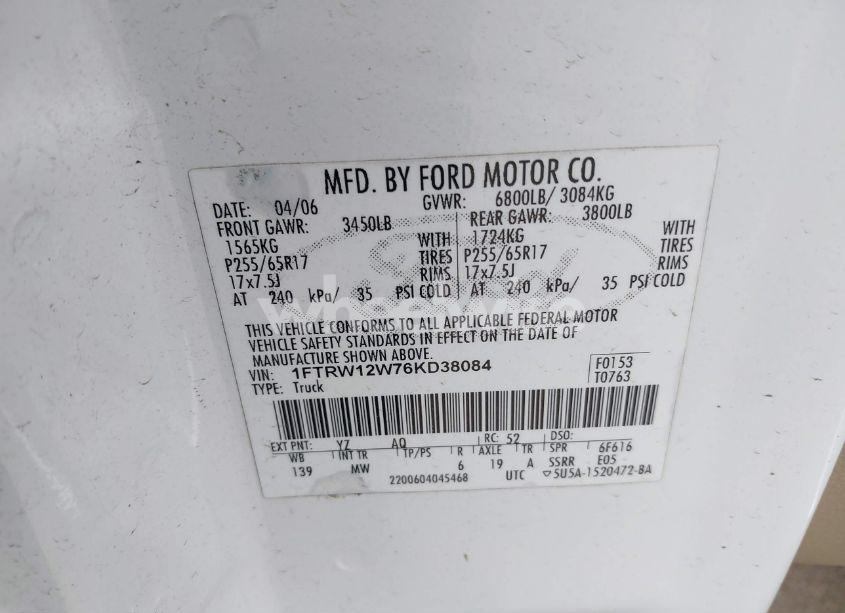 MFD. BY FORD MOTOR CO.
DATE: 04/06 GVWR: 6800LB/ 3084KG
FRONT GAWR: 3450LB REAR GAWR: 3800LB
1565KG WITH 1724KG WITH
P255/65R17 TIRES P255/65R17 TIRES
17x7.5J RIMS 17x7.5J RIMS
AT 240 kPa/ 35 PSI COLD AT 240 kPa/ 35 PSI COLD
THIS VEHICLE CONFORMS TO ALL APPLICABLE FEDERAL MOTOR
VEHICLE SAFETY STANDARDS IN EFFECT ON THE DATE OF
MANUFACTURE SHOWN ABOVE.
VIN: 1FTRW12W76KD38084 F0153
TYPE: Truck T0763
EXT PNT: YZ AQ RC: 52 DSO:
WB INT TR TP/PS R AXLE TR SPR 6F616
139 MW 6 19 A SSRR E05
2200604045468 UTC ▽5U5A-1520472-BA